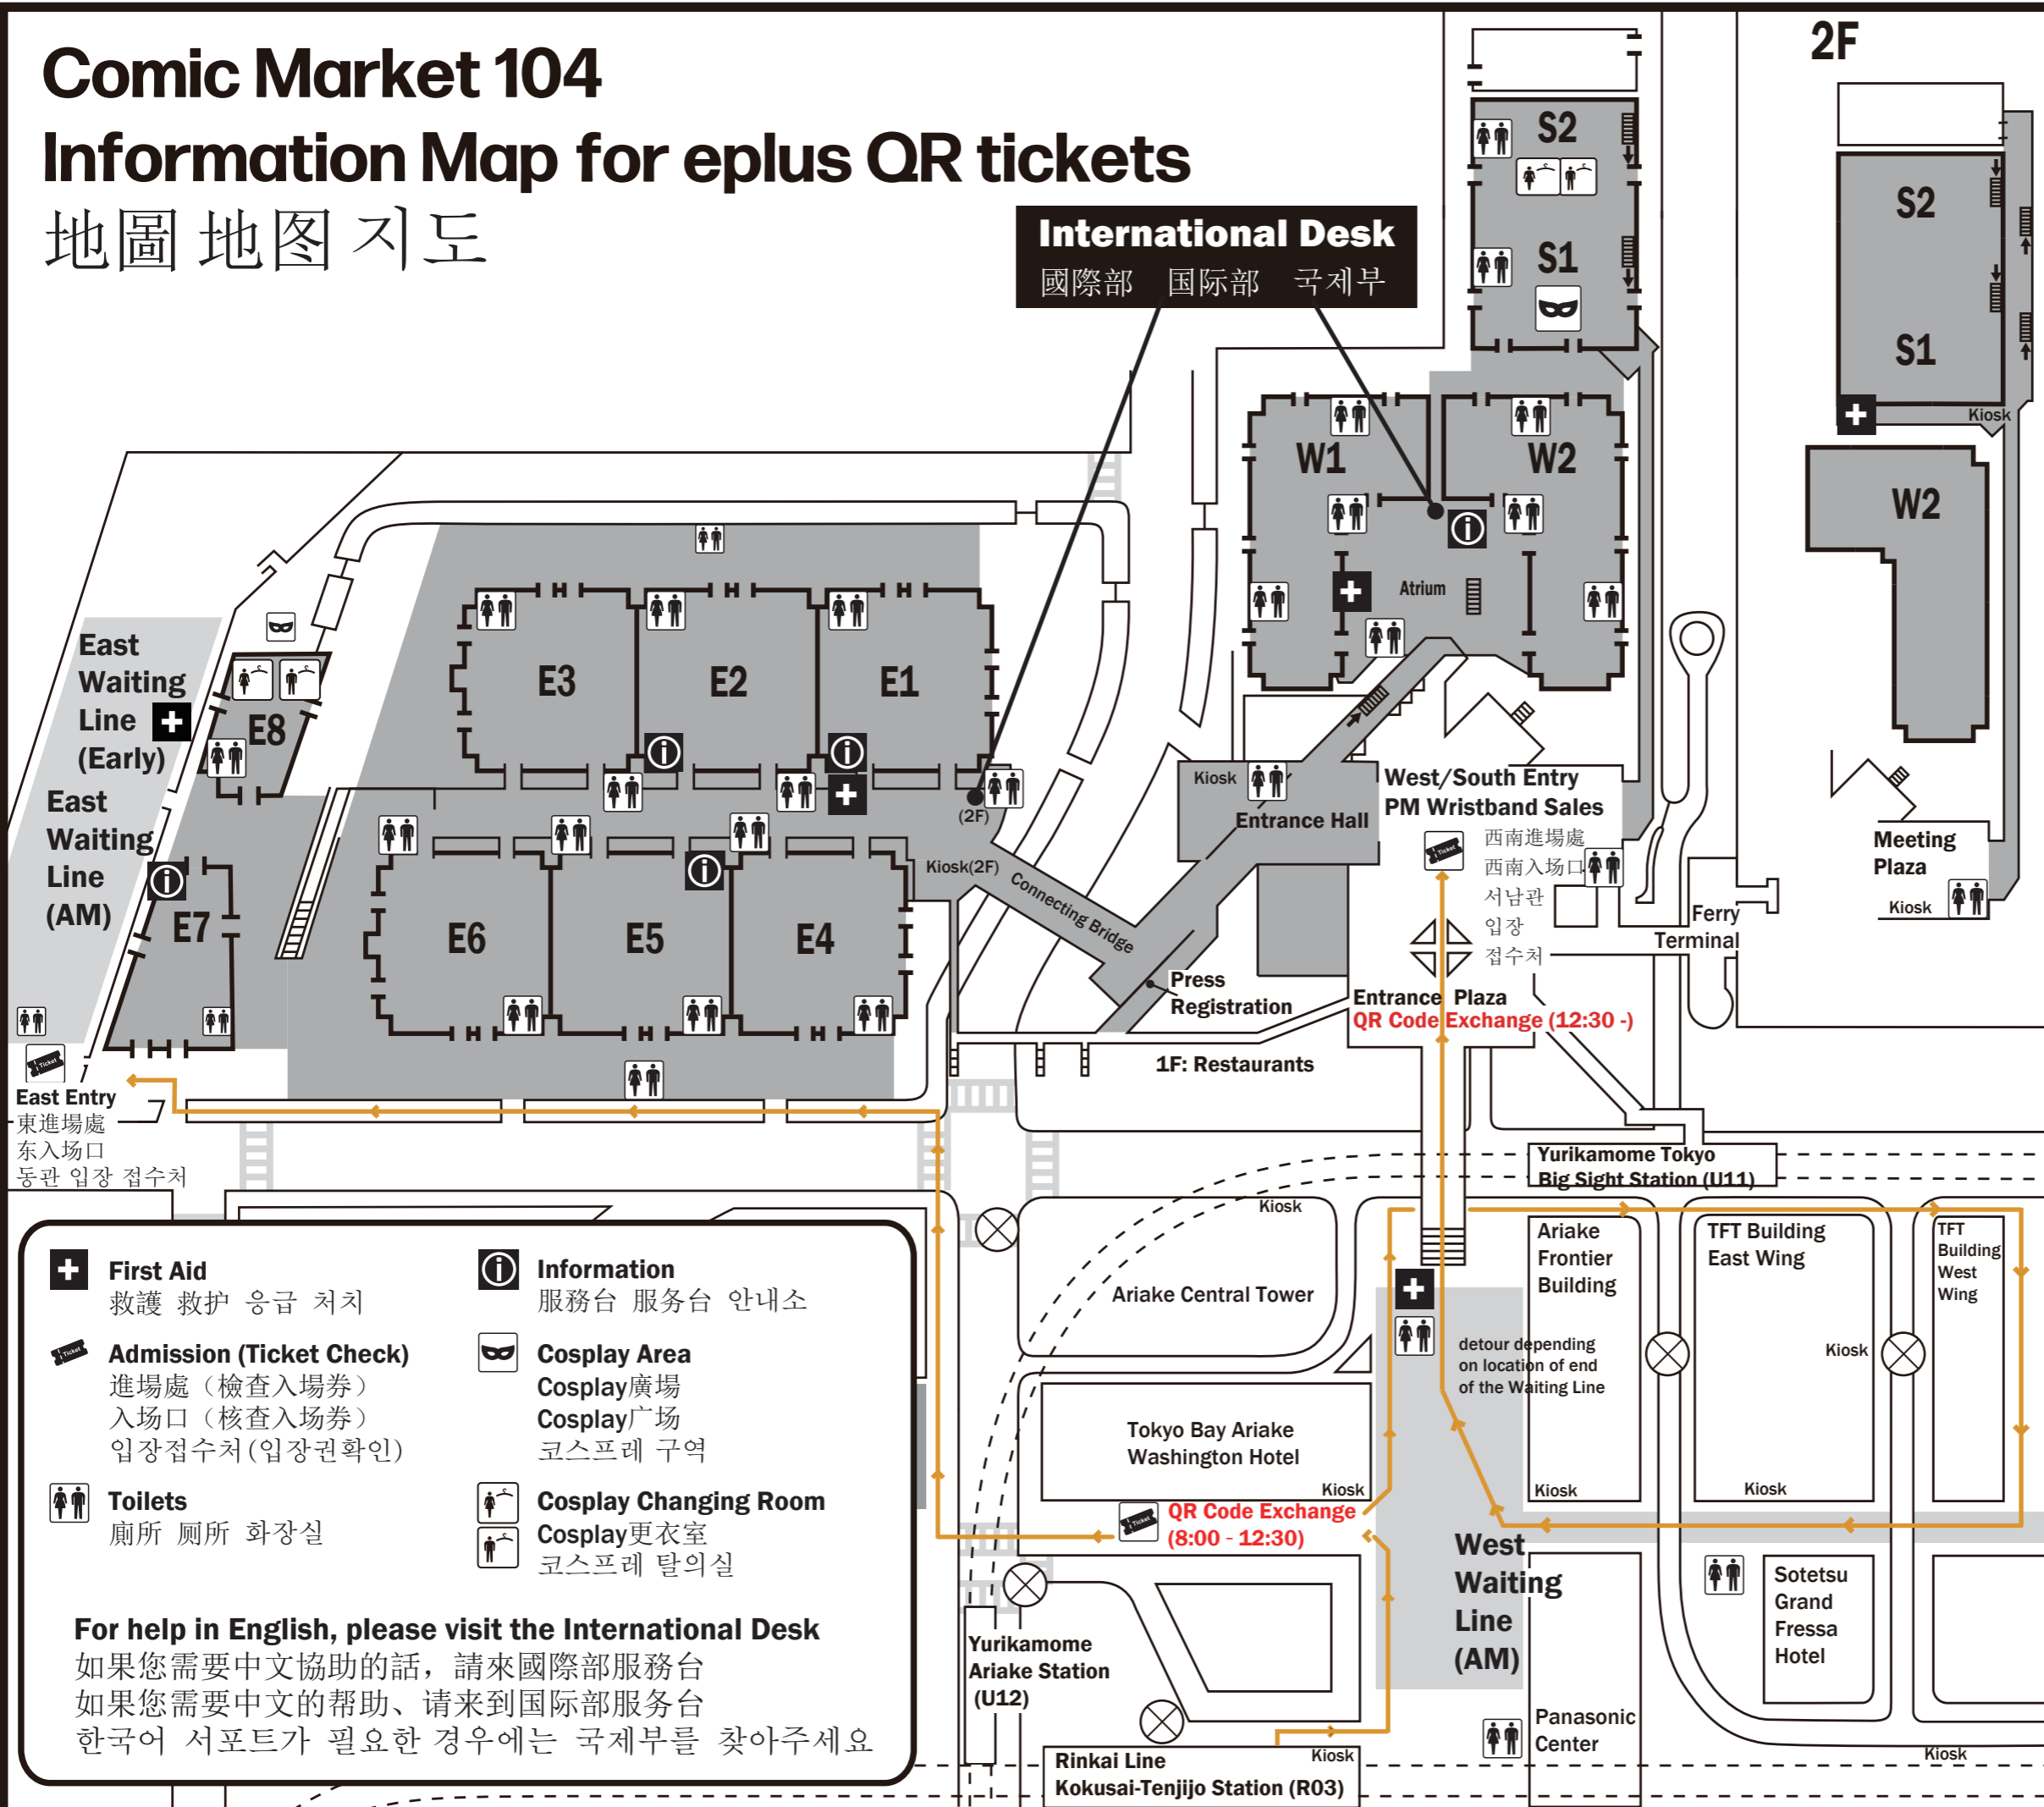 Comic Market 104
Information Map for eplus QR tickets
地圖 地图 지도
International Desk
國際部 国际部 국제부
2F
S2
S1
S2
S1
Kiosk
W1
W2
W2
Atrium
East
Waiting
Line
(Early)
East
Waiting
Line
(AM)
E8
E7
E3
E2
E1
(2F)
E6
E5
E4
Kiosk(2F)
Connecting Bridge
Kiosk
Entrance Hall
West/South Entry
PM Wristband Sales
Ticket
西南進場處
西南入场口
서남관
입장
접수처
Meeting
Plaza
Kiosk
Ferry
Terminal
Press
Registration
Entrance Plaza
QR Code Exchange (12:30 -)
1F: Restaurants
Ticket
East Entry
東進場處
东入场口
동관 입장 접수처
Yurikamome Tokyo
Big Sight Station (U11)
Kiosk
Ariake Central Tower
Ariake
Frontier
Building
Kiosk
TFT Building
East Wing
Kiosk
Kiosk
TFT
Building
West
Wing
detour depending
on location of end
of the Waiting Line
Tokyo Bay Ariake
Washington Hotel
Kiosk
Ticket
QR Code Exchange
(8:00 - 12:30)
West
Waiting
Line
(AM)
Sotetsu
Grand
Fressa
Hotel
Panasonic
Center
Kiosk
Yurikamome
Ariake Station
(U12)
Rinkai Line
Kokusai-Tenjijo Station (R03)
Kiosk
First Aid
救護 救护 응급 처치
Ticket
Admission (Ticket Check)
進場處（檢查入場券）
入场口（核查入场券）
입장접수처(입장권확인)
Toilets
廁所 厕所 화장실
Information
服務台 服务台 안내소
Cosplay Area
Cosplay廣場
Cosplay广场
코스프레 구역
Cosplay Changing Room
Cosplay更衣室
코스프레 탈의실
For help in English, please visit the International Desk
如果您需要中文協助的話，請來國際部服務台
如果您需要中文的帮助、请来到国际部服务台
한국어 서포트가 필요한 경우에는 국제부를 찾아주세요